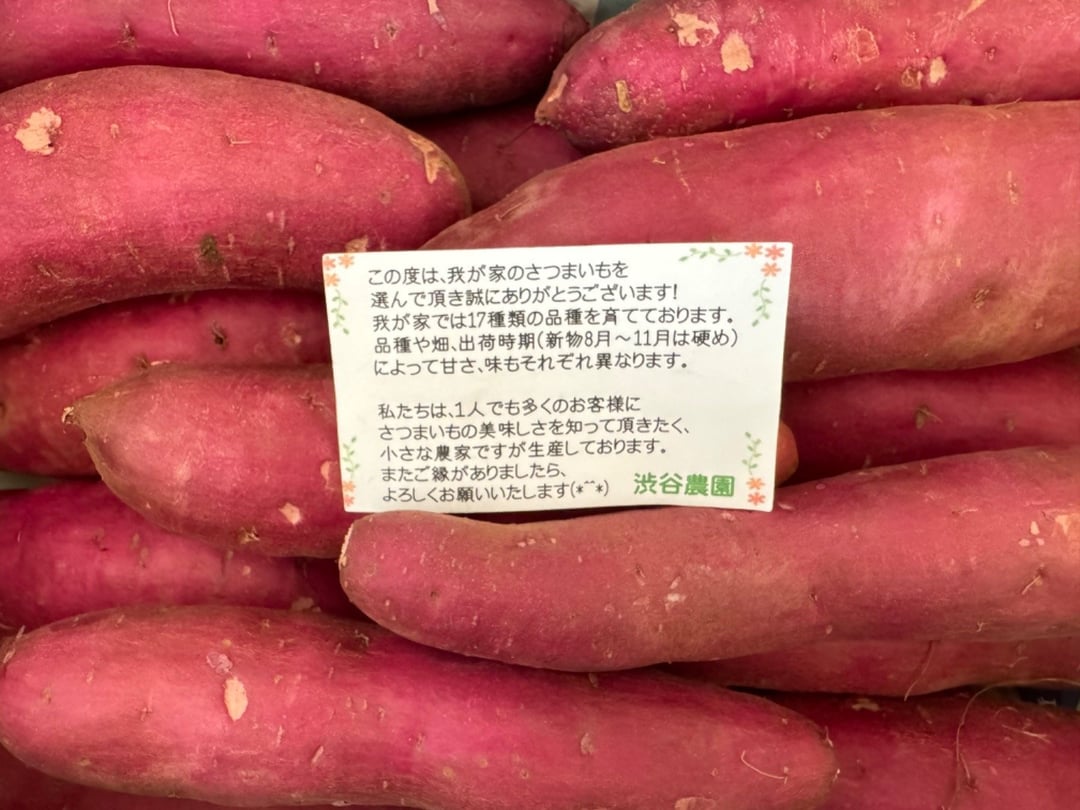 この度は、我が家のさつまいもを
選んで頂き誠にありがとうございます!
我が家では17種類の品種を育てております。
品種や畑、出荷時期(新物8月～11月は硬め)
によって甘さ、味もそれぞれ異なります。
私たちは、1人でも多くのお客様に
さつまいもの美味しさを知って頂きたく、
小さな農家ですが生産しております。
またご縁がありましたら、
よろしくお願いいたします(*^^*)
渋谷農園